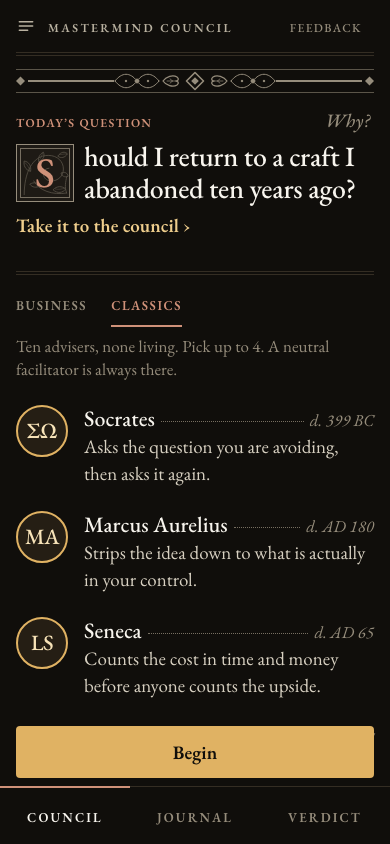 MASTERMIND COUNCIL
FEEDBACK
TODAY'S QUESTION
Why?
Should I return to a craft I
abandoned ten years ago?
Take it to the council ›
BUSINESS
CLASSICS
Ten advisers, none living. Pick up to 4. A neutral
facilitator is always there.
ΣΩ
Socrates
d. 399 BC
Asks the question you are avoiding,
then asks it again.
MA
Marcus Aurelius
d. AD 180
Strips the idea down to what is actually
in your control.
LS
Seneca
d. AD 65
Counts the cost in time and money
before anyone counts the upside.
Begin
COUNCIL
JOURNAL
VERDICT